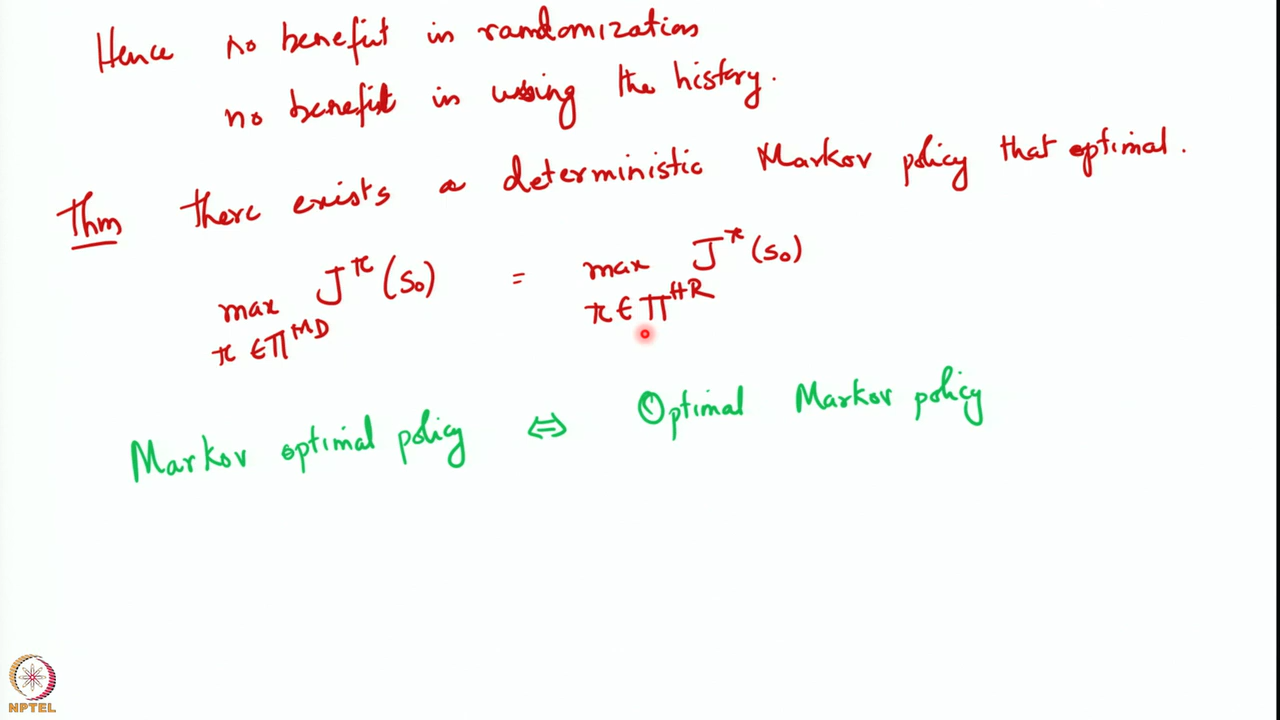 Hence no benefit in randomization
no benefit in using the history.
Thm There exists a deterministic Markov policy that optimal.
max J^π (s₀) = max J^π (s₀)
π ∈ Π^MD π ∈ Π^HR
Markov optimal policy ⇔ Optimal Markov policy
NPTEL